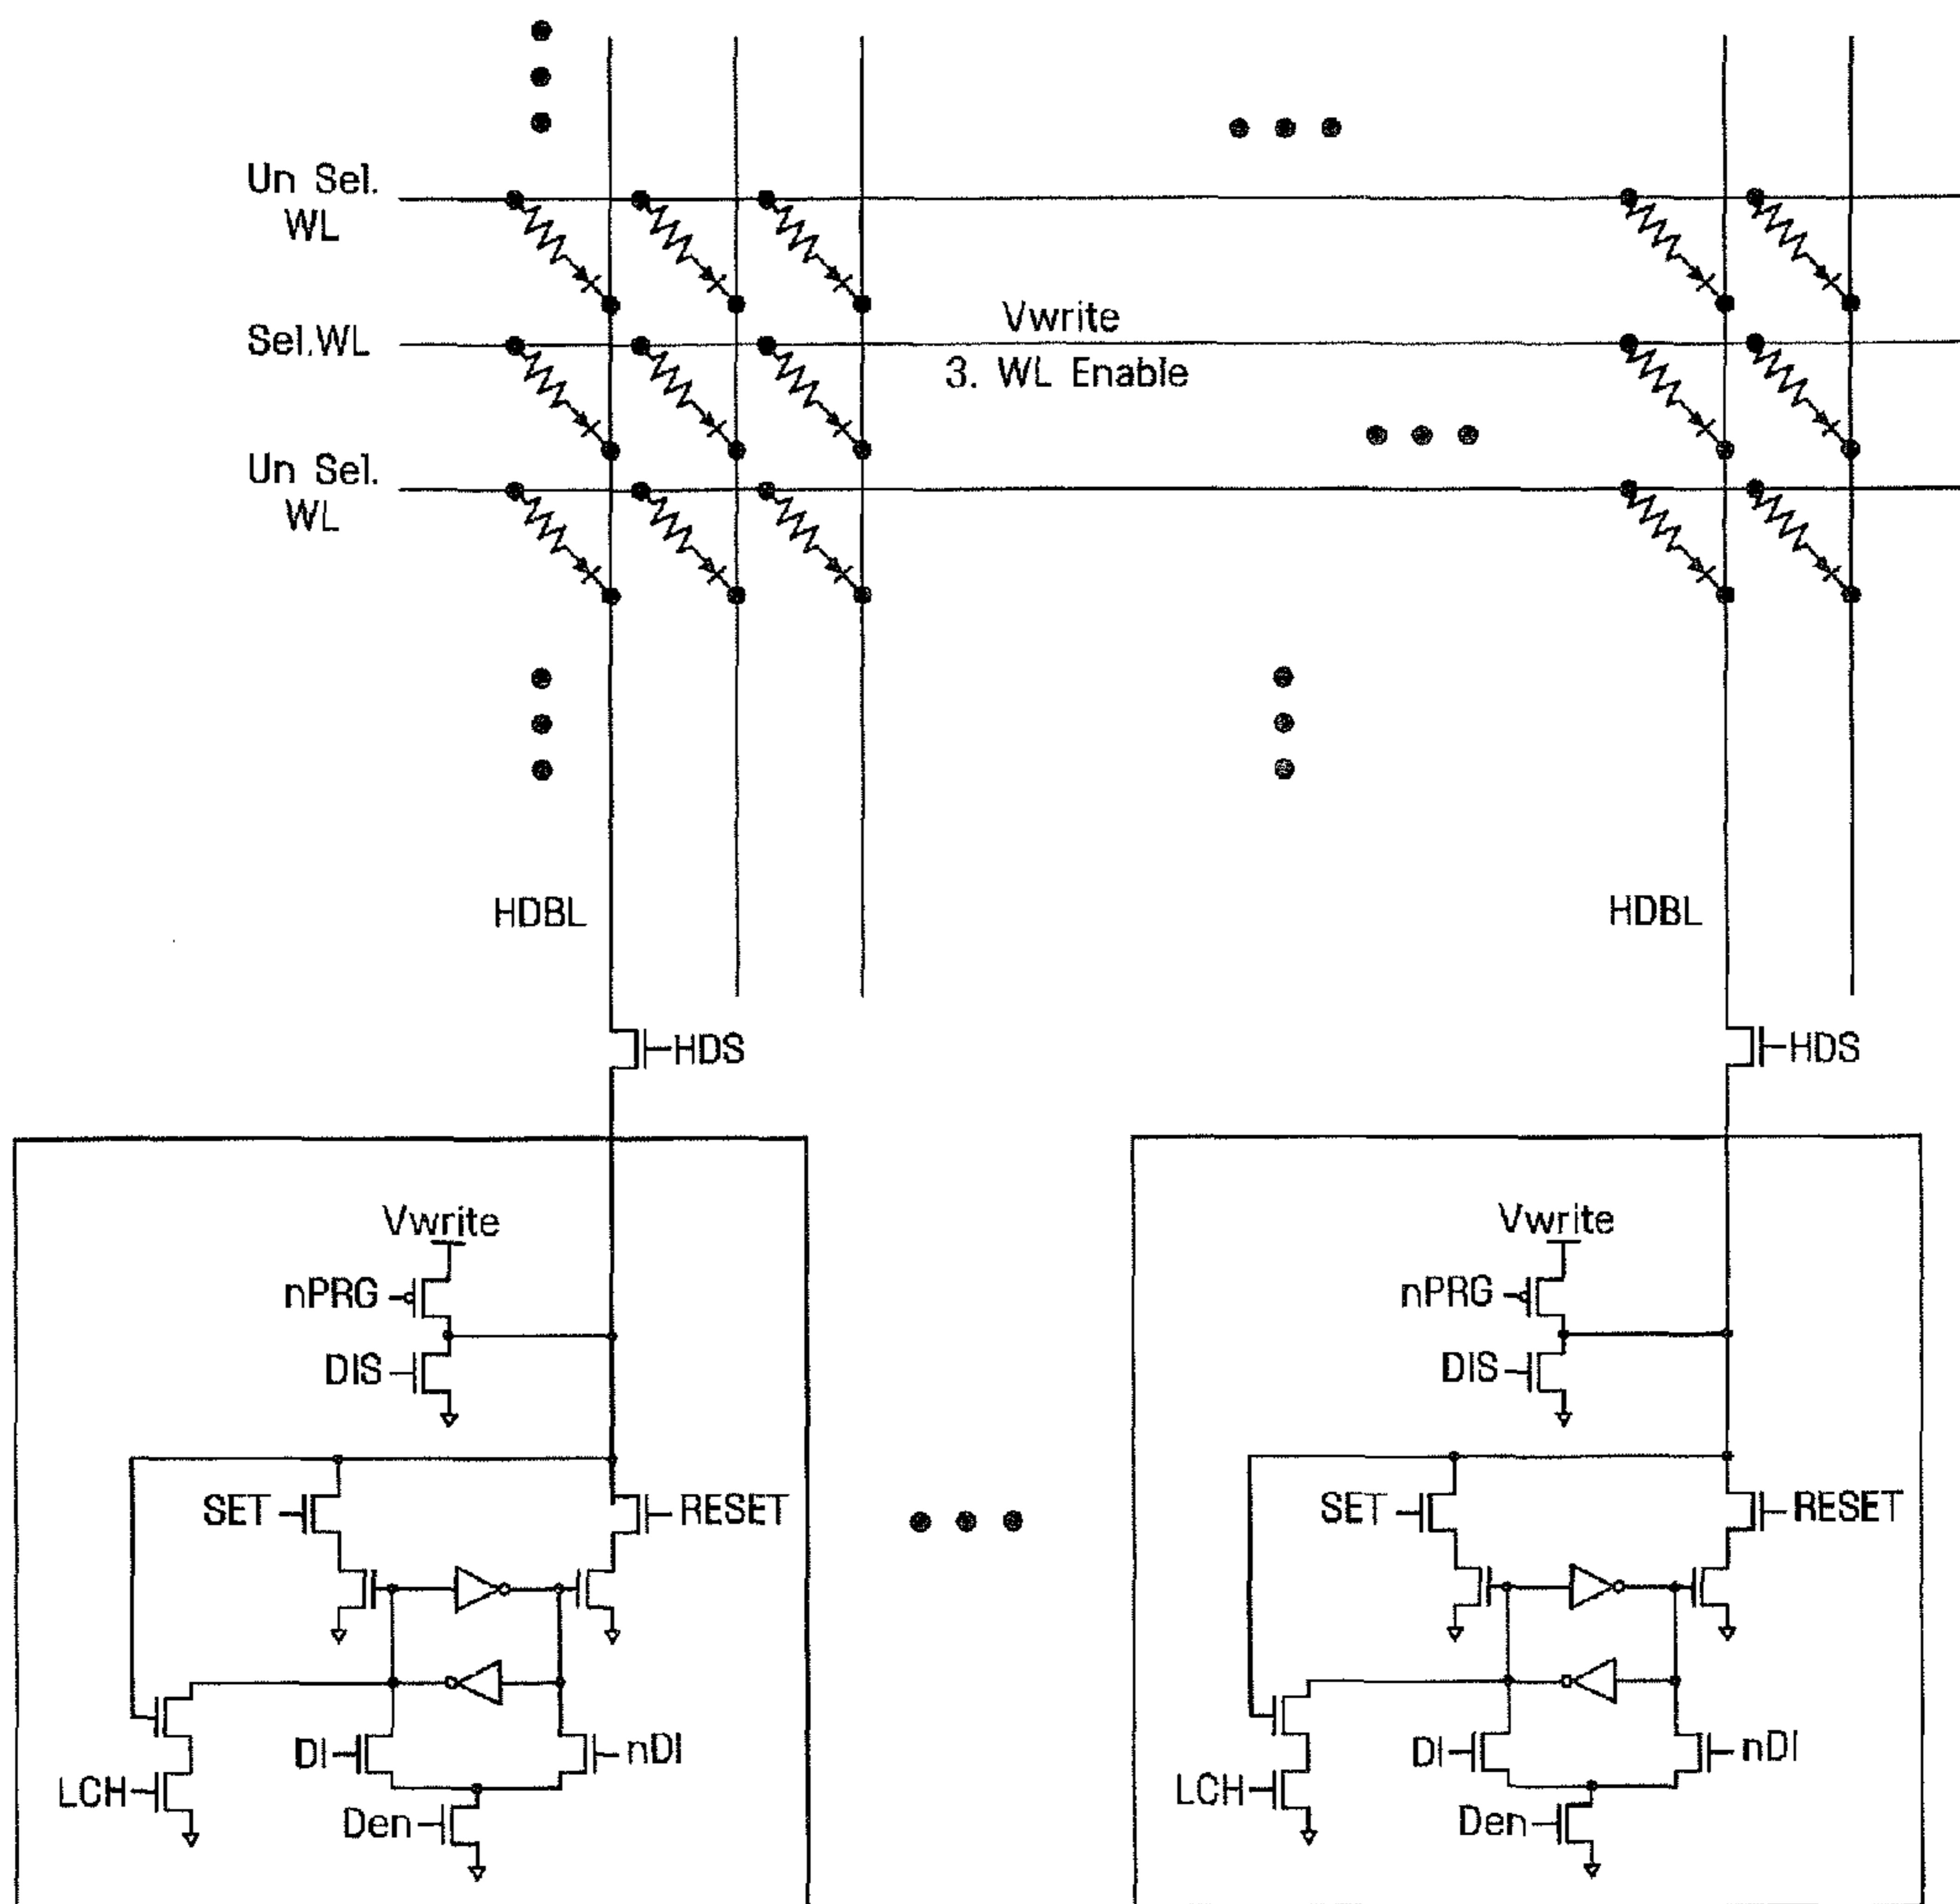 Un Sel.
WL
Vwrite
Sel.WL
3. WL Enable
Un Sel.
WL
HDBL
HDBL
HDS
HDS
Vwrite
Vwrite
nPRG
nPRG
DIS
DIS
SET
RESET
SET
RESET
DI
nDI
DI
nDI
LCH
LCH
Den
Den